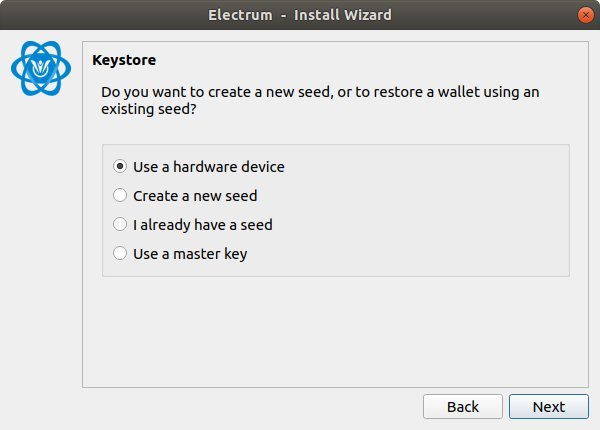 Electrum - Install Wizard
Keystore
Do you want to create a new seed, or to restore a wallet using an
existing seed?
Use a hardware device
Create a new seed
I already have a seed
Use a master key
Back
Next